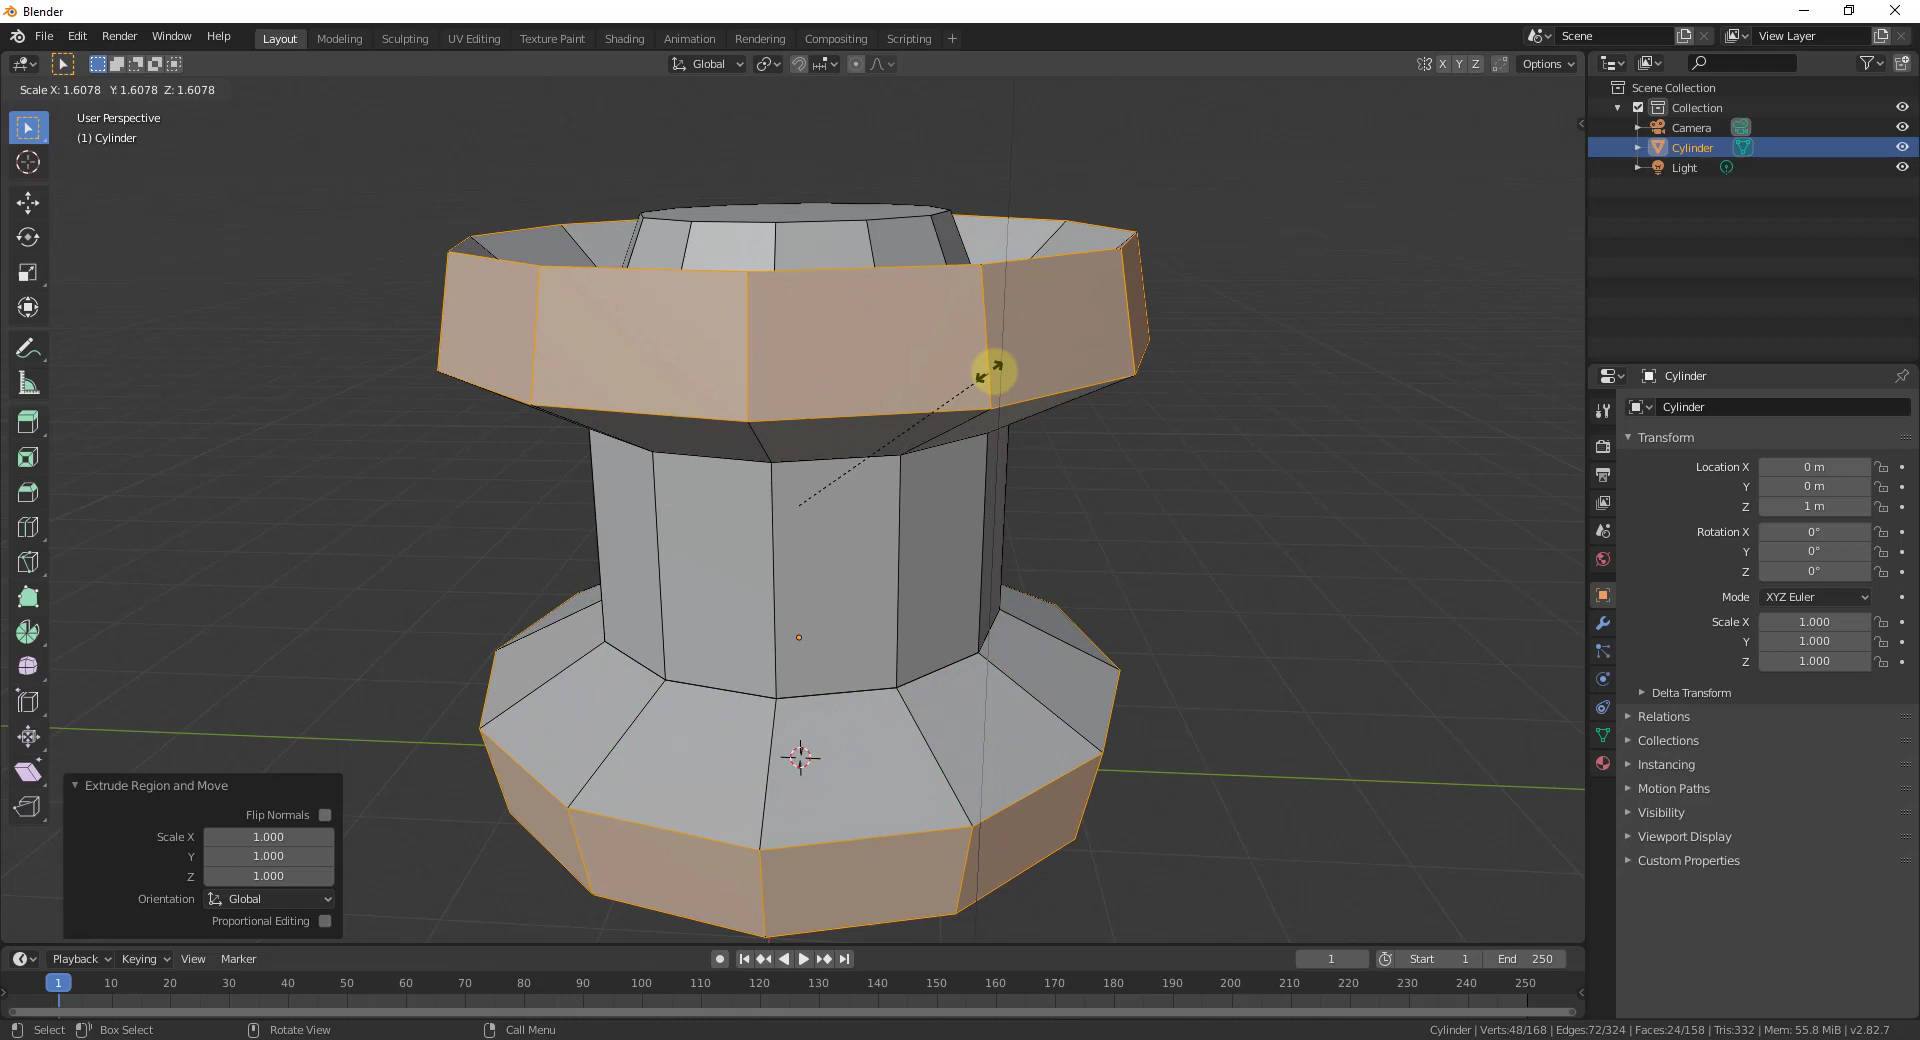 Blender
File Edit Render Window Help
Layout Modeling Sculpting UV Editing Texture Paint Shading Animation Rendering Compositing Scripting +
Scene
View Layer
Global
X Y Z
Options
Scale X: 1.6078 Y: 1.6078 Z: 1.6078
User Perspective
(1) Cylinder
Scene Collection
Collection
Camera
Cylinder
Light
Cylinder
Cylinder
Transform
Location X 0 m
Y 0 m
Z 1 m
Rotation X 0°
Y 0°
Z 0°
Mode XYZ Euler
Scale X 1.000
Y 1.000
Z 1.000
Delta Transform
Relations
Collections
Instancing
Motion Paths
Visibility
Viewport Display
Custom Properties
Extrude Region and Move
Flip Normals
Scale X 1.000
Y 1.000
Z 1.000
Orientation Global
Proportional Editing
Playback Keying View Marker
1 Start 1 End 250
1 10 20 30 40 50 60 70 80 90 100 110 120 130 140 150 160 170 180 190 200 210 220 230 240 250
Select Box Select Rotate View Call Menu
Cylinder | Verts:48/168 | Edges:72/324 | Faces:24/158 | Tris:332 | Mem: 55.8 MiB | v2.82.7